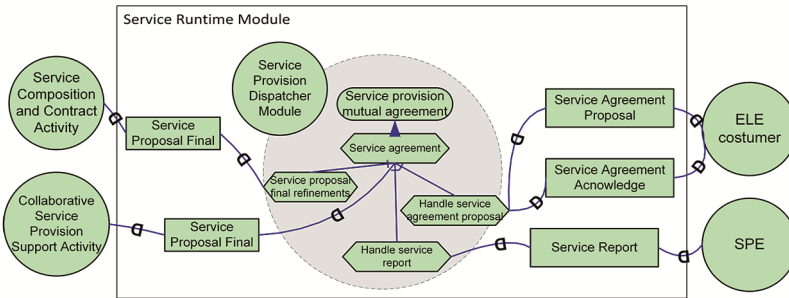 Service Runtime Module
Service
Composition
and Contract
Activity
Service
Proposal Final
Service
Provision
Dispatcher
Module
Service provision
mutual agreement
Service agreement
Service proposal
final refinements
Handle service
agreement proposal
Handle service
report
Service Agreement
Proposal
Service Agreement
Acnowledge
ELE
costumer
Collaborative
Service
Provision
Support Activity
Service
Proposal Final
Service Report
SPE
D
D
D
D
D
D
D
D
D
D
D